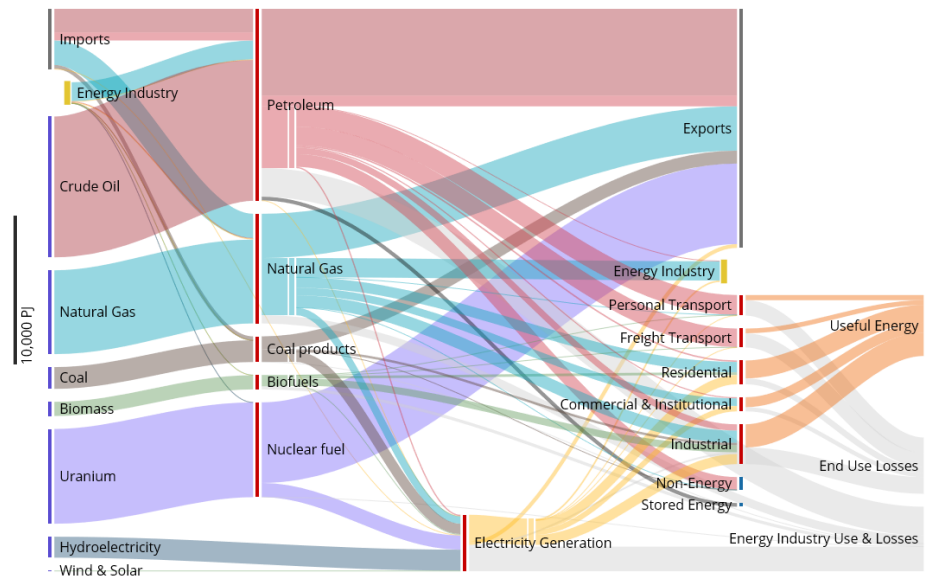 Imports
Energy Industry
Petroleum
Exports
Crude Oil
Natural Gas
Energy Industry
Personal Transport
Natural Gas
Useful Energy
Freight Transport
10,000 PJ
Coal products
Residential
Coal
Biofuels
Commercial & Institutional
Biomass
Industrial
Nuclear fuel
End Use Losses
Uranium
Non-Energy
Stored Energy
Energy Industry Use & Losses
Electricity Generation
Hydroelectricity
Wind & Solar